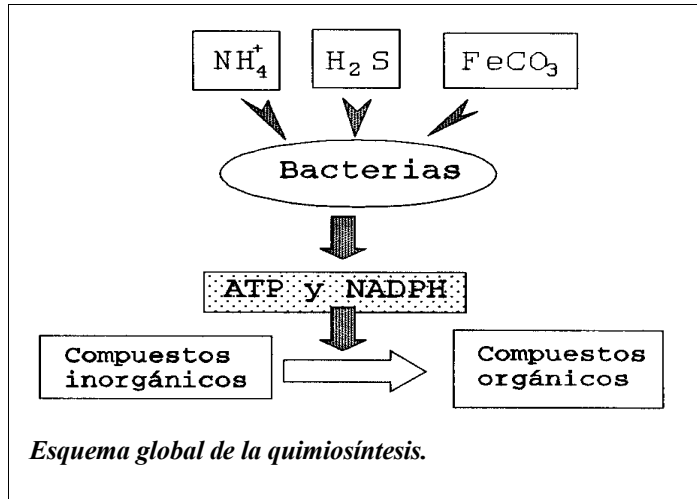 NH₄⁺ H₂S FeCO₃
Bacterias
ATP y NADPH
Compuestos
inorgánicos
Compuestos
orgánicos
Esquema global de la quimiosíntesis.